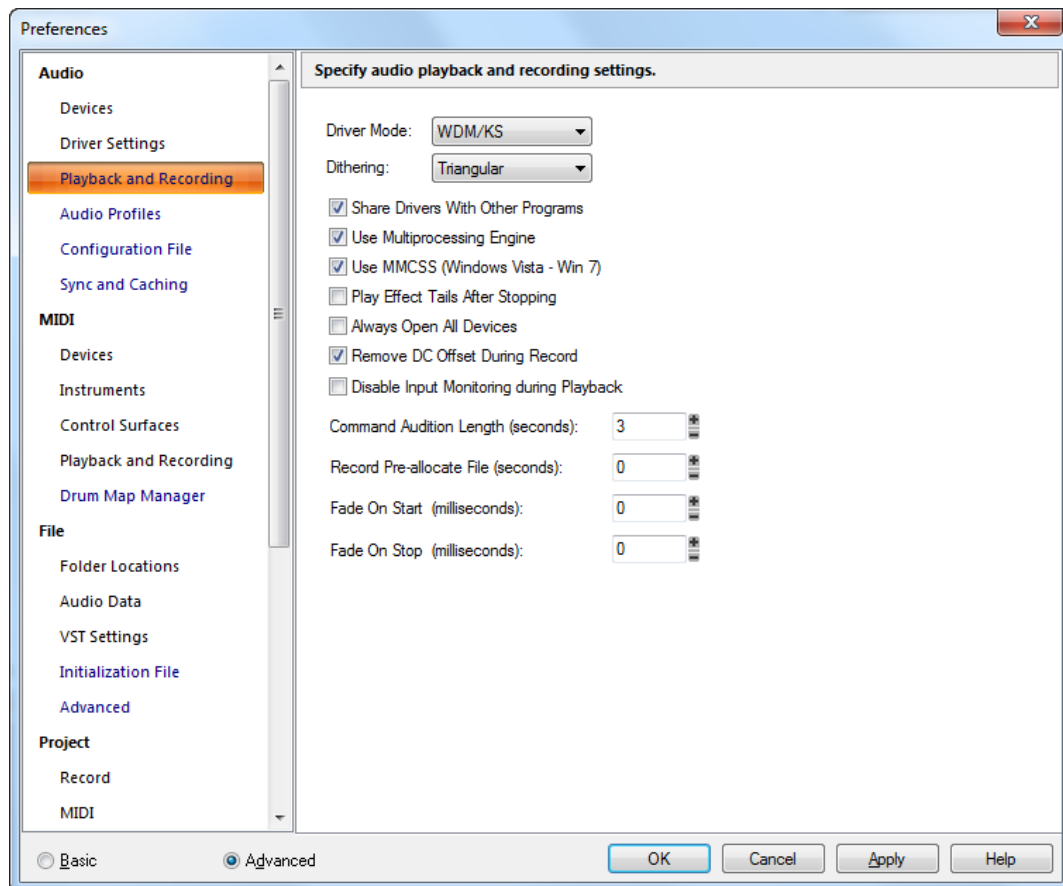 Preferences
Audio
Devices
Driver Settings
Playback and Recording
Audio Profiles
Configuration File
Sync and Caching
MIDI
Devices
Instruments
Control Surfaces
Playback and Recording
Drum Map Manager
File
Folder Locations
Audio Data
VST Settings
Initialization File
Advanced
Project
Record
MIDI
Specify audio playback and recording settings.
Driver Mode: WDM/KS
Dithering: Triangular
Share Drivers With Other Programs
Use Multiprocessing Engine
Use MMCSS (Windows Vista - Win 7)
Play Effect Tails After Stopping
Always Open All Devices
Remove DC Offset During Record
Disable Input Monitoring during Playback
Command Audition Length (seconds): 3
Record Pre-allocate File (seconds): 0
Fade On Start (milliseconds): 0
Fade On Stop (milliseconds): 0
Basic Advanced OK Cancel Apply Help